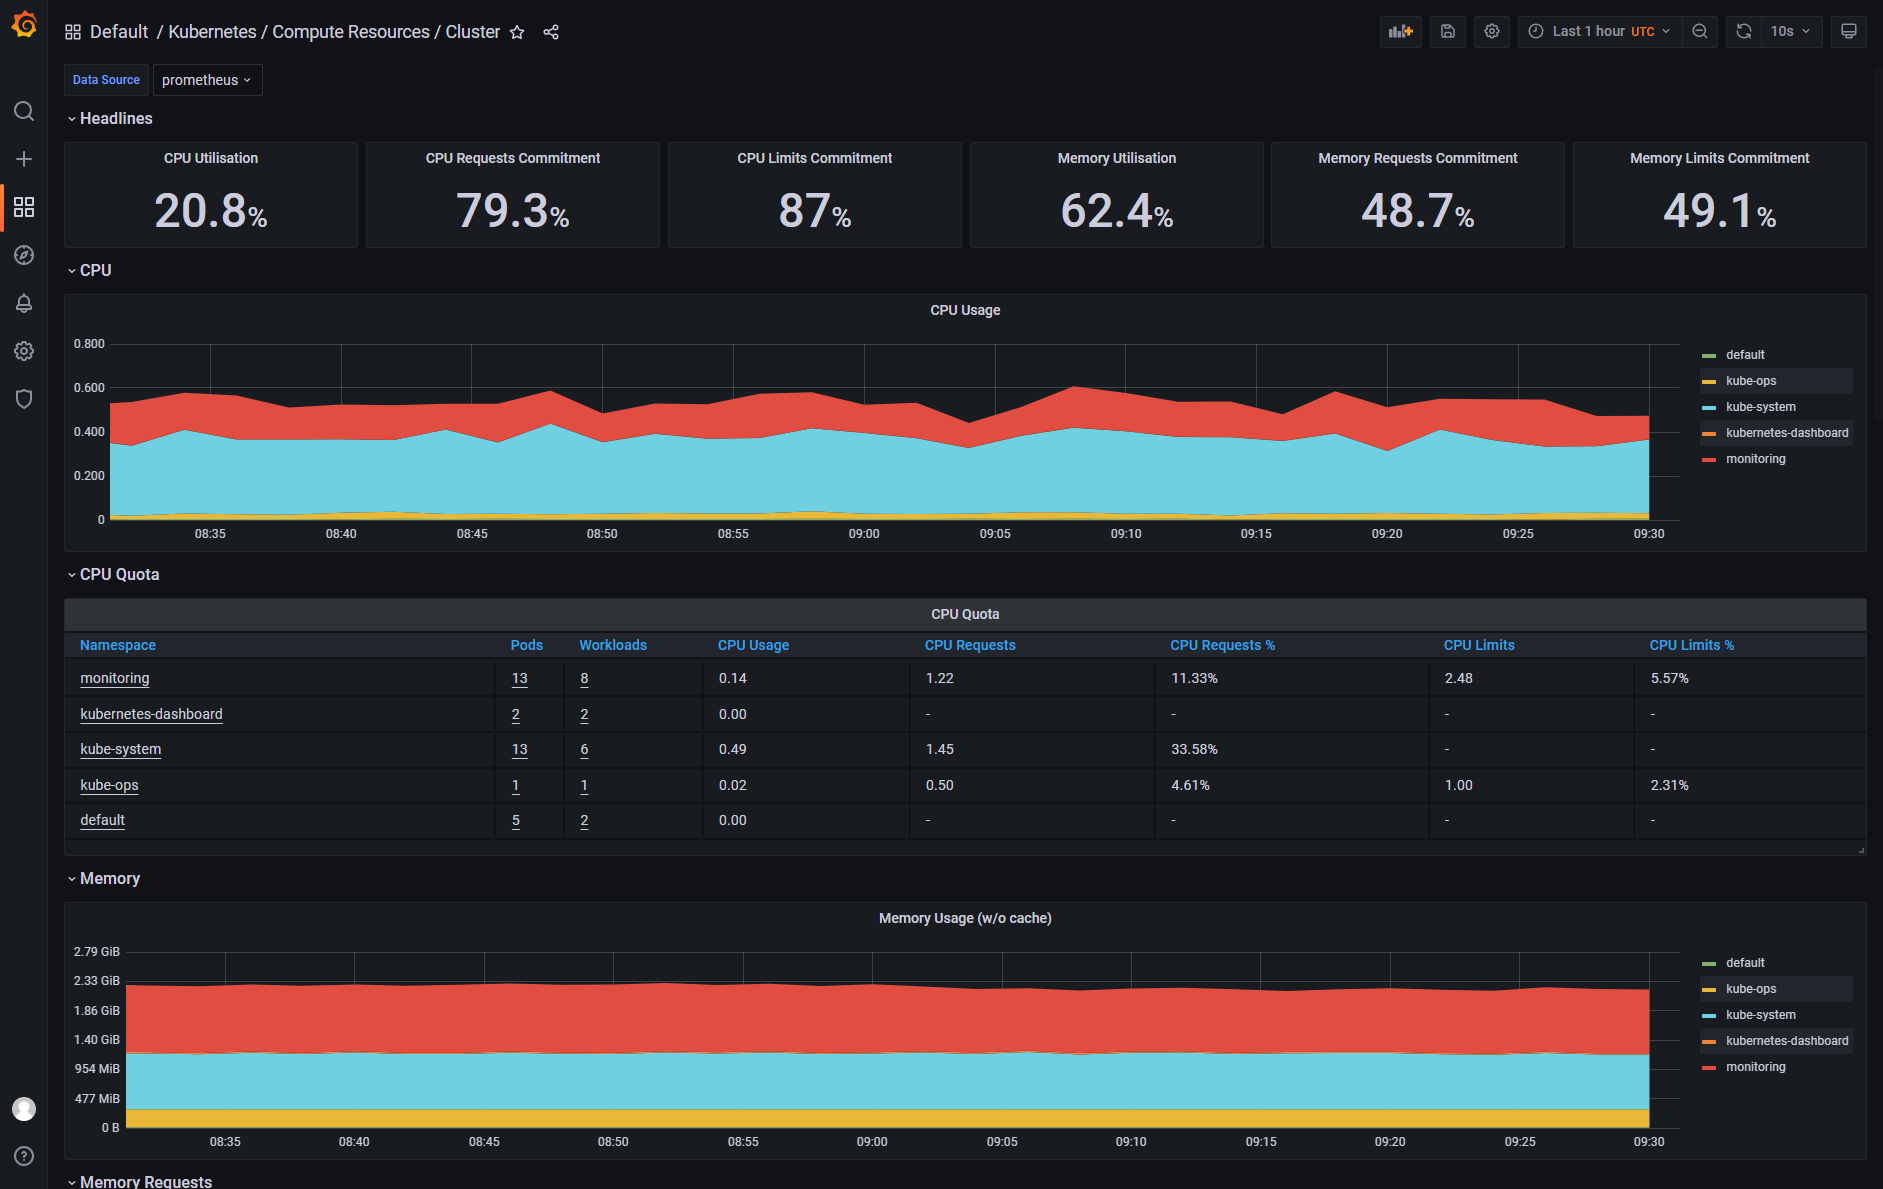 Default / Kubernetes / Compute Resources / Cluster
Last 1 hour UTC
10s
Data Source prometheus
Headlines
CPU Utilisation
20.8%
CPU Requests Commitment
79.3%
CPU Limits Commitment
87%
Memory Utilisation
62.4%
Memory Requests Commitment
48.7%
Memory Limits Commitment
49.1%
CPU
CPU Usage
0.800
0.600
0.400
0.200
0
08:35 08:40 08:45 08:50 08:55 09:00 09:05 09:10 09:15 09:20 09:25 09:30
default
kube-ops
kube-system
kubernetes-dashboard
monitoring
CPU Quota
CPU Quota
Namespace Pods Workloads CPU Usage CPU Requests CPU Requests % CPU Limits CPU Limits %
monitoring 13 8 0.14 1.22 11.33% 2.48 5.57%
kubernetes-dashboard 2 2 0.00 - - - -
kube-system 13 6 0.49 1.45 33.58% - -
kube-ops 1 1 0.02 0.50 4.61% 1.00 2.31%
default 5 2 0.00 - - - -
Memory
Memory Usage (w/o cache)
2.79 GiB
2.33 GiB
1.86 GiB
1.40 GiB
954 MiB
477 MiB
0 B
08:35 08:40 08:45 08:50 08:55 09:00 09:05 09:10 09:15 09:20 09:25 09:30
default
kube-ops
kube-system
kubernetes-dashboard
monitoring
Memory Requests